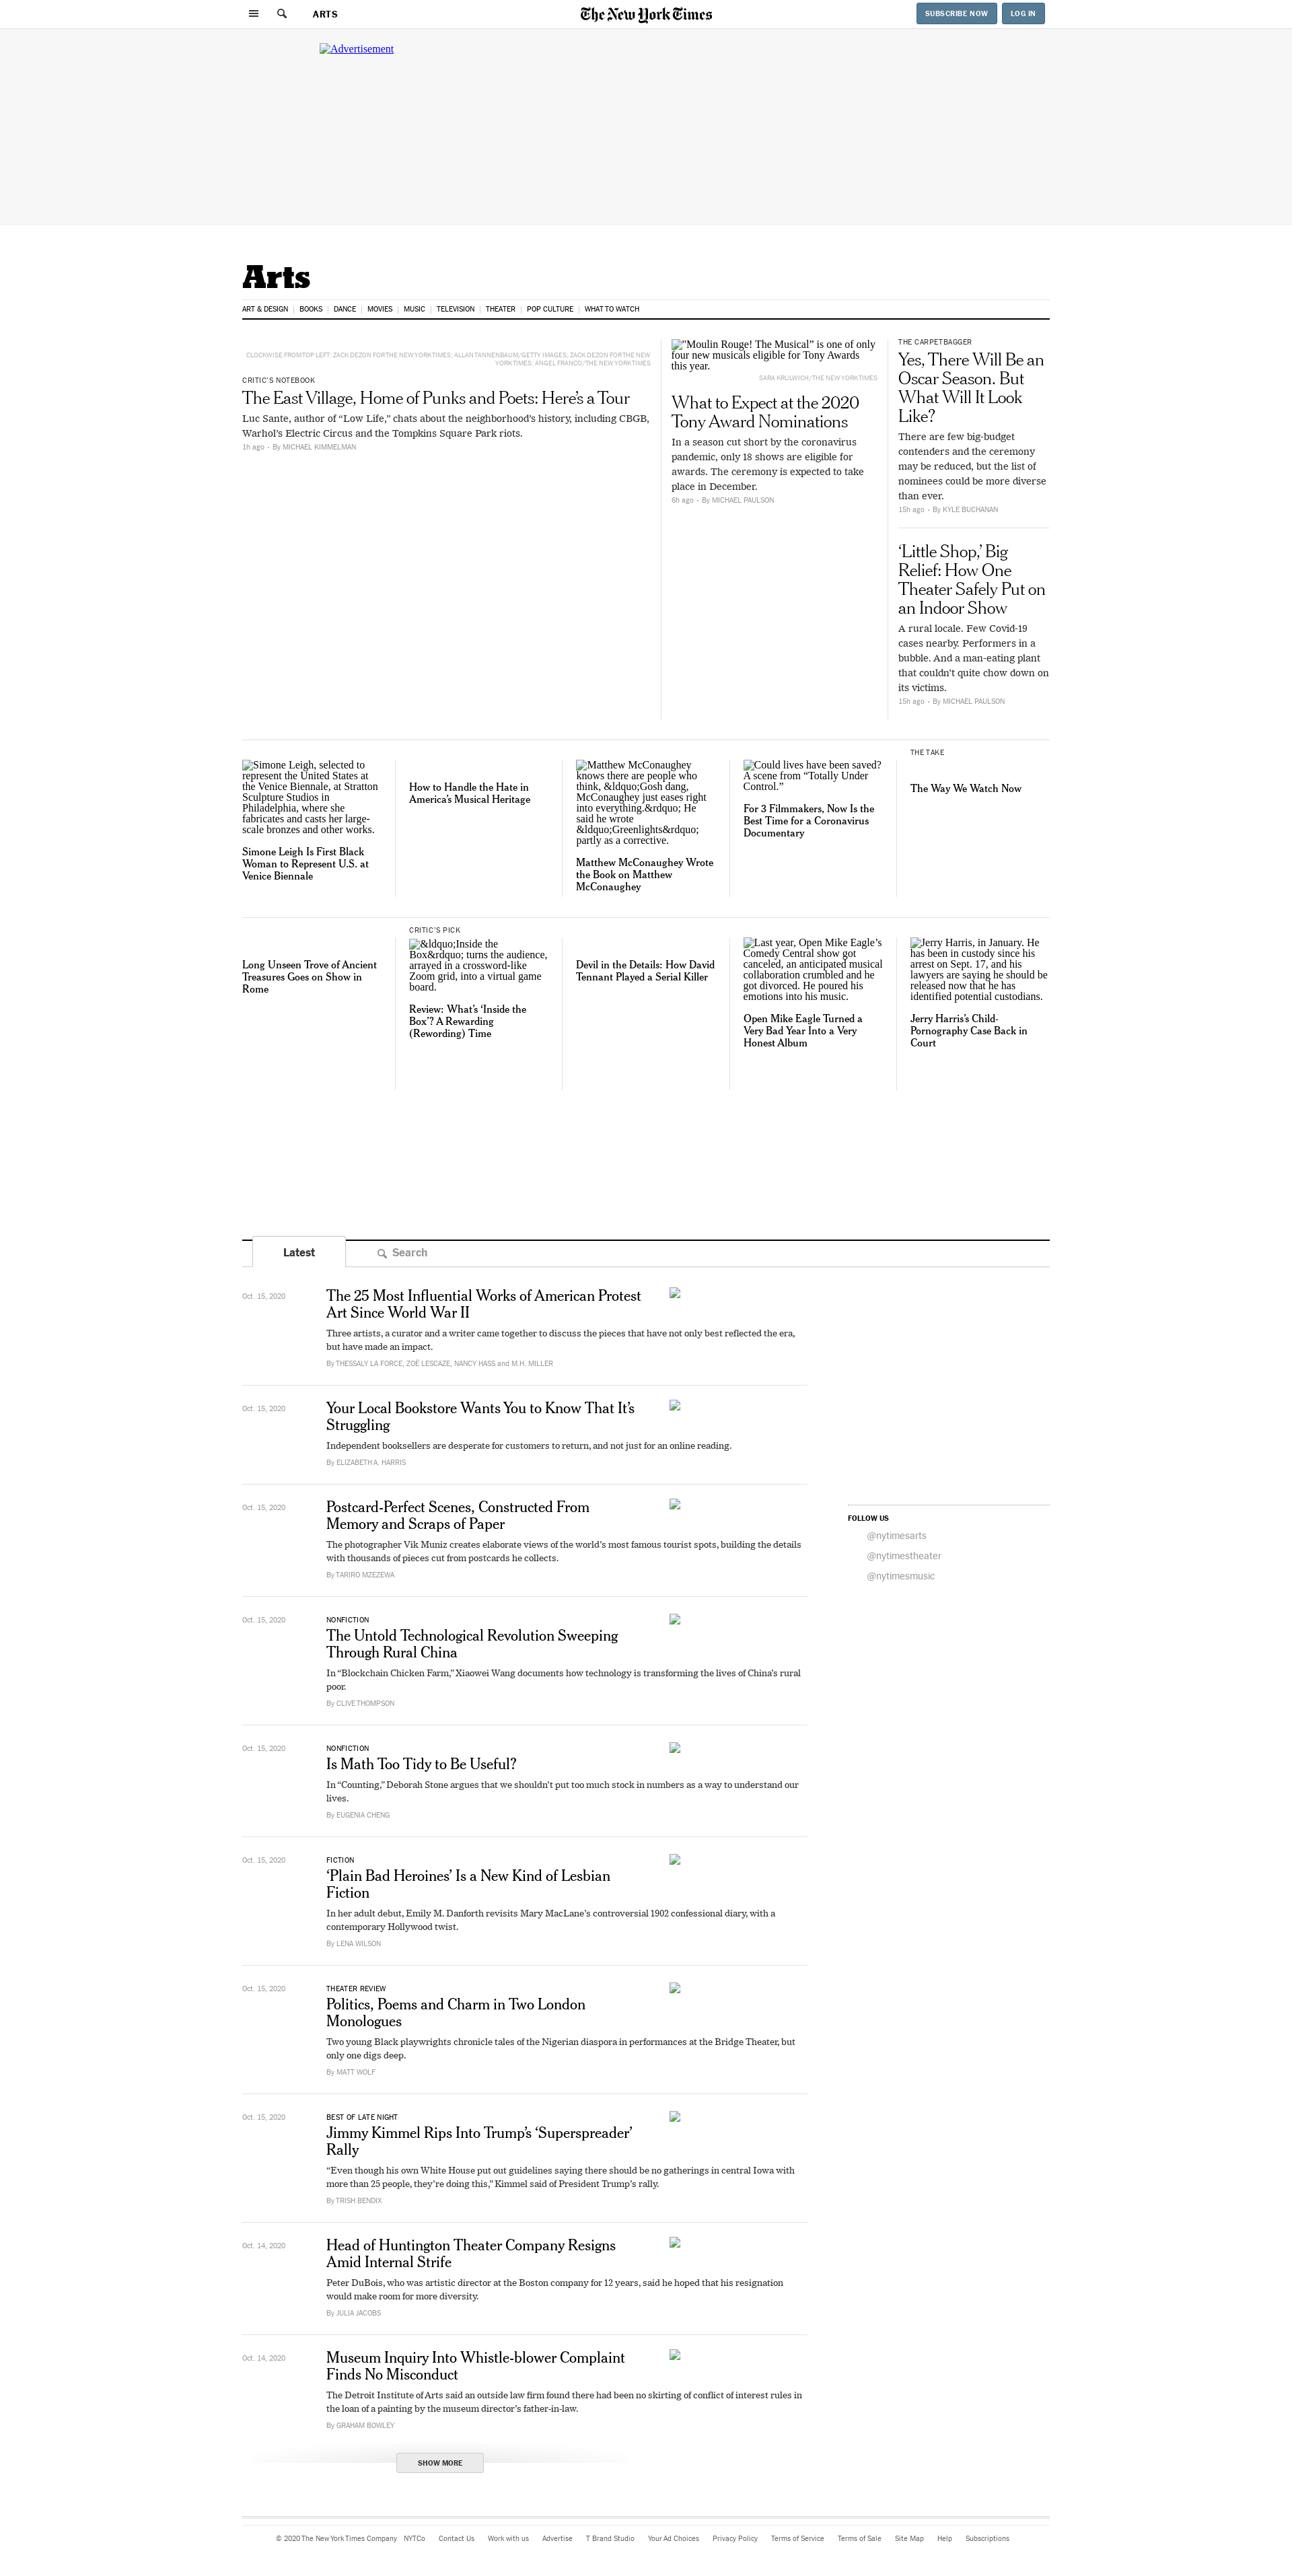 ARTS
The New York Times
SUBSCRIBE NOW
LOG IN
Advertisement
Arts
ART & DESIGN | BOOKS | DANCE | MOVIES | MUSIC | TELEVISION | THEATER | POP CULTURE | WHAT TO WATCH
CLOCKWISE FROM TOP LEFT: ZACK DEZON FOR THE NEW YORK TIMES; ALLAN TANNENBAUM/GETTY IMAGES; ZACK DEZON FOR THE NEW
YORK TIMES; ANGEL FRANCO/THE NEW YORK TIMES
CRITIC'S NOTEBOOK
The East Village, Home of Punks and Poets: Here's a Tour
Luc Sante, author of “Low Life,” chats about the neighborhood's history, including CBGB,
Warhol's Electric Circus and the Tompkins Square Park riots.
1h ago • By MICHAEL KIMMELMAN
“Moulin Rouge! The Musical” is one of only
four new musicals eligible for Tony Awards
this year.
SARA KRULWICH/THE NEW YORK TIMES
What to Expect at the 2020
Tony Award Nominations
In a season cut short by the coronavirus
pandemic, only 18 shows are eligible for
awards. The ceremony is expected to take
place in December.
6h ago • By MICHAEL PAULSON
THE CARPETBAGGER
Yes, There Will Be an
Oscar Season. But
What Will It Look
Like?
There are few big-budget
contenders and the ceremony
may be reduced, but the list of
nominees could be more diverse
than ever.
15h ago • By KYLE BUCHANAN
‘Little Shop,’ Big
Relief: How One
Theater Safely Put on
an Indoor Show
A rural locale. Few Covid-19
cases nearby. Performers in a
bubble. And a man-eating plant
that couldn't quite chow down on
its victims.
15h ago • By MICHAEL PAULSON
Simone Leigh, selected to
represent the United States at
the Venice Biennale, at Stratton
Sculpture Studios in
Philadelphia, where she
fabricates and casts her large-
scale bronzes and other works.
Simone Leigh Is First Black
Woman to Represent U.S. at
Venice Biennale
How to Handle the Hate in
America's Musical Heritage
Matthew McConaughey
knows there are people who
think, &ldquo;Gosh dang,
McConaughey just eases right
into everything.&rdquo; He
said he wrote
&ldquo;Greenlights&rdquo;
partly as a corrective.
Matthew McConaughey Wrote
the Book on Matthew
McConaughey
Could lives have been saved?
A scene from “Totally Under
Control.”
For 3 Filmmakers, Now Is the
Best Time for a Coronavirus
Documentary
THE TAKE
The Way We Watch Now
Long Unseen Trove of Ancient
Treasures Goes on Show in
Rome
CRITIC'S PICK
&ldquo;Inside the
Box&rdquo; turns the audience,
arrayed in a crossword-like
Zoom grid, into a virtual game
board.
Review: What's ‘Inside the
Box’? A Rewarding
(Rewording) Time
Devil in the Details: How David
Tennant Played a Serial Killer
Last year, Open Mike Eagle’s
Comedy Central show got
canceled, an anticipated musical
collaboration crumbled and he
got divorced. He poured his
emotions into his music.
Open Mike Eagle Turned a
Very Bad Year Into a Very
Honest Album
Jerry Harris, in January. He
has been in custody since his
arrest on Sept. 17, and his
lawyers are saying he should be
released now that he has
identified potential custodians.
Jerry Harris's Child-
Pornography Case Back in
Court
Latest
Search
Oct. 15, 2020
The 25 Most Influential Works of American Protest
Art Since World War II
Three artists, a curator and a writer came together to discuss the pieces that have not only best reflected the era,
but have made an impact.
By THESSALY LA FORCE, ZOË LESCAZE, NANCY HASS and M.H. MILLER
Oct. 15, 2020
Your Local Bookstore Wants You to Know That It's
Struggling
Independent booksellers are desperate for customers to return, and not just for an online reading.
By ELIZABETH A. HARRIS
Oct. 15, 2020
Postcard-Perfect Scenes, Constructed From
Memory and Scraps of Paper
The photographer Vik Muniz creates elaborate views of the world's most famous tourist spots, building the details
with thousands of pieces cut from postcards he collects.
By TARIRO MZEZEWA
FOLLOW US
@nytimesarts
@nytimestheater
@nytimesmusic
Oct. 15, 2020
NONFICTION
The Untold Technological Revolution Sweeping
Through Rural China
In “Blockchain Chicken Farm,” Xiaowei Wang documents how technology is transforming the lives of China's rural
poor.
By CLIVE THOMPSON
Oct. 15, 2020
NONFICTION
Is Math Too Tidy to Be Useful?
In “Counting,” Deborah Stone argues that we shouldn't put too much stock in numbers as a way to understand our
lives.
By EUGENIA CHENG
Oct. 15, 2020
FICTION
‘Plain Bad Heroines’ Is a New Kind of Lesbian
Fiction
In her adult debut, Emily M. Danforth revisits Mary MacLane's controversial 1902 confessional diary, with a
contemporary Hollywood twist.
By LENA WILSON
Oct. 15, 2020
THEATER REVIEW
Politics, Poems and Charm in Two London
Monologues
Two young Black playwrights chronicle tales of the Nigerian diaspora in performances at the Bridge Theater, but
only one digs deep.
By MATT WOLF
Oct. 15, 2020
BEST OF LATE NIGHT
Jimmy Kimmel Rips Into Trump's ‘Superspreader’
Rally
“Even though his own White House put out guidelines saying there should be no gatherings in central Iowa with
more than 25 people, they're doing this,” Kimmel said of President Trump's rally.
By TRISH BENDIX
Oct. 14, 2020
Head of Huntington Theater Company Resigns
Amid Internal Strife
Peter DuBois, who was artistic director at the Boston company for 12 years, said he hoped that his resignation
would make room for more diversity.
By JULIA JACOBS
Oct. 14, 2020
Museum Inquiry Into Whistle-blower Complaint
Finds No Misconduct
The Detroit Institute of Arts said an outside law firm found there had been no skirting of conflict of interest rules in
the loan of a painting by the museum director's father-in-law.
By GRAHAM BOWLEY
SHOW MORE
© 2020 The New York Times Company NYTCo Contact Us Work with us Advertise T Brand Studio Your Ad Choices Privacy Policy Terms of Service Terms of Sale Site Map Help Subscriptions